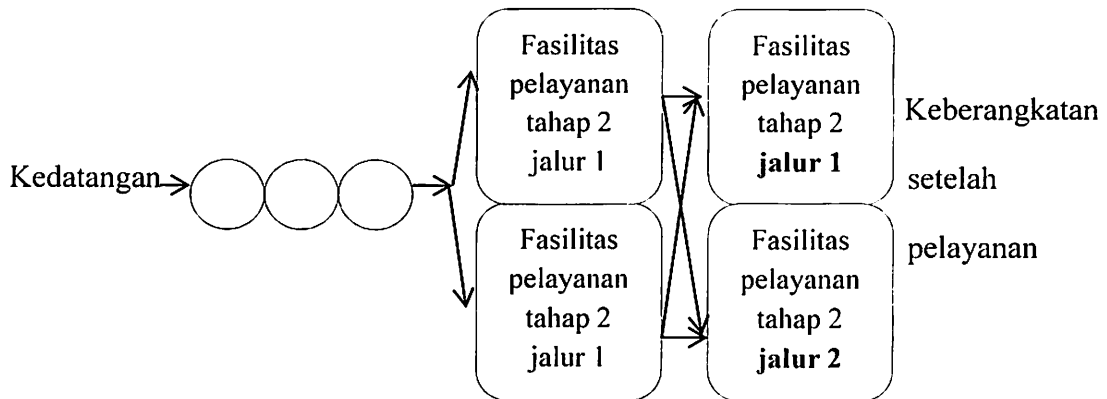 Kedatangan
Fasilitas
pelayanan
tahap 2
jalur 1
Fasilitas
pelayanan
tahap 2
jalur 1
Fasilitas
pelayanan
tahap 2
jalur 1
Fasilitas
pelayanan
tahap 2
jalur 2
Keberangkatan
setelah
pelayanan